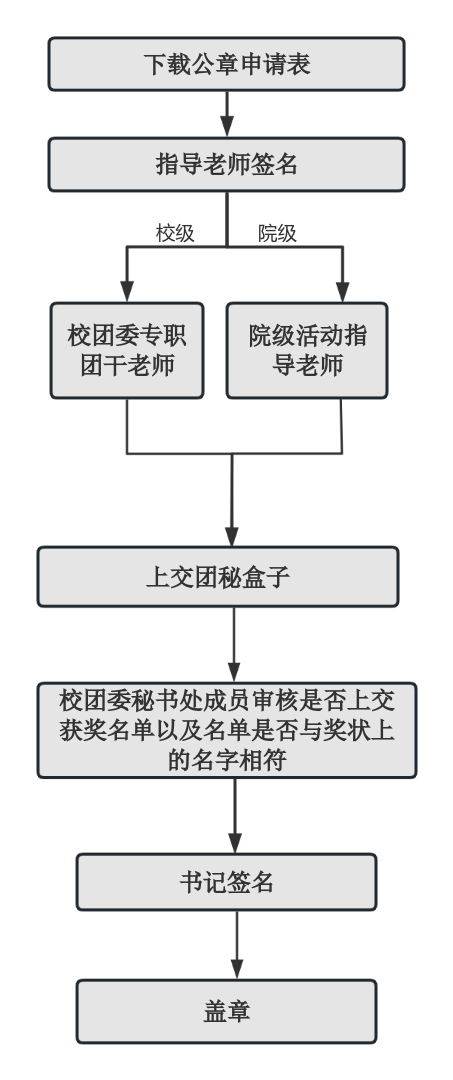 下载公章申请表
指导老师签名
校级
院级
校团委专职
团干老师
院级活动指
导老师
上交团秘盒子
校团委秘书处成员审核是否上交
获奖名单以及名单是否与奖状上
的名字相符
书记签名
盖章